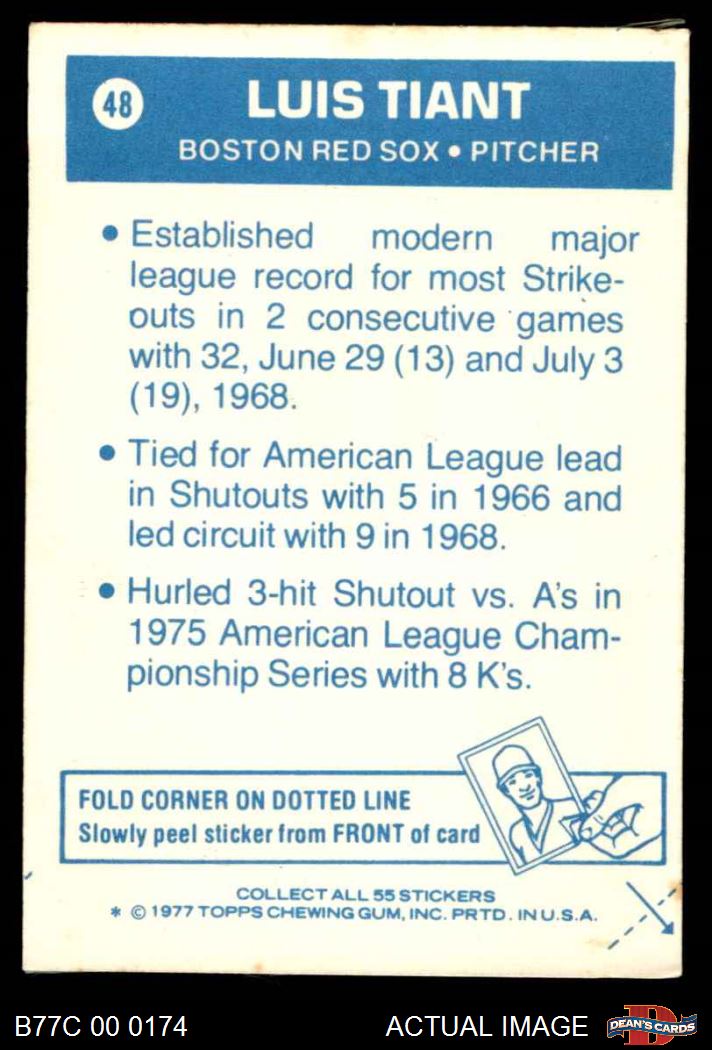 48
LUIS TIANT
BOSTON RED SOX • PITCHER
• Established modern major
league record for most Strike-
outs in 2 consecutive games
with 32, June 29 (13) and July 3
(19), 1968.
• Tied for American League lead
in Shutouts with 5 in 1966 and
led circuit with 9 in 1968.
• Hurled 3-hit Shutout vs. A's in
1975 American League Cham-
pionship Series with 8 K's.
FOLD CORNER ON DOTTED LINE
Slowly peel sticker from FRONT of card
COLLECT ALL 55 STICKERS
* © 1977 TOPPS CHEWING GUM, INC. PRTD. IN U.S.A.
B77C 00 0174
ACTUAL IMAGE
D
DEAN'S CARDS